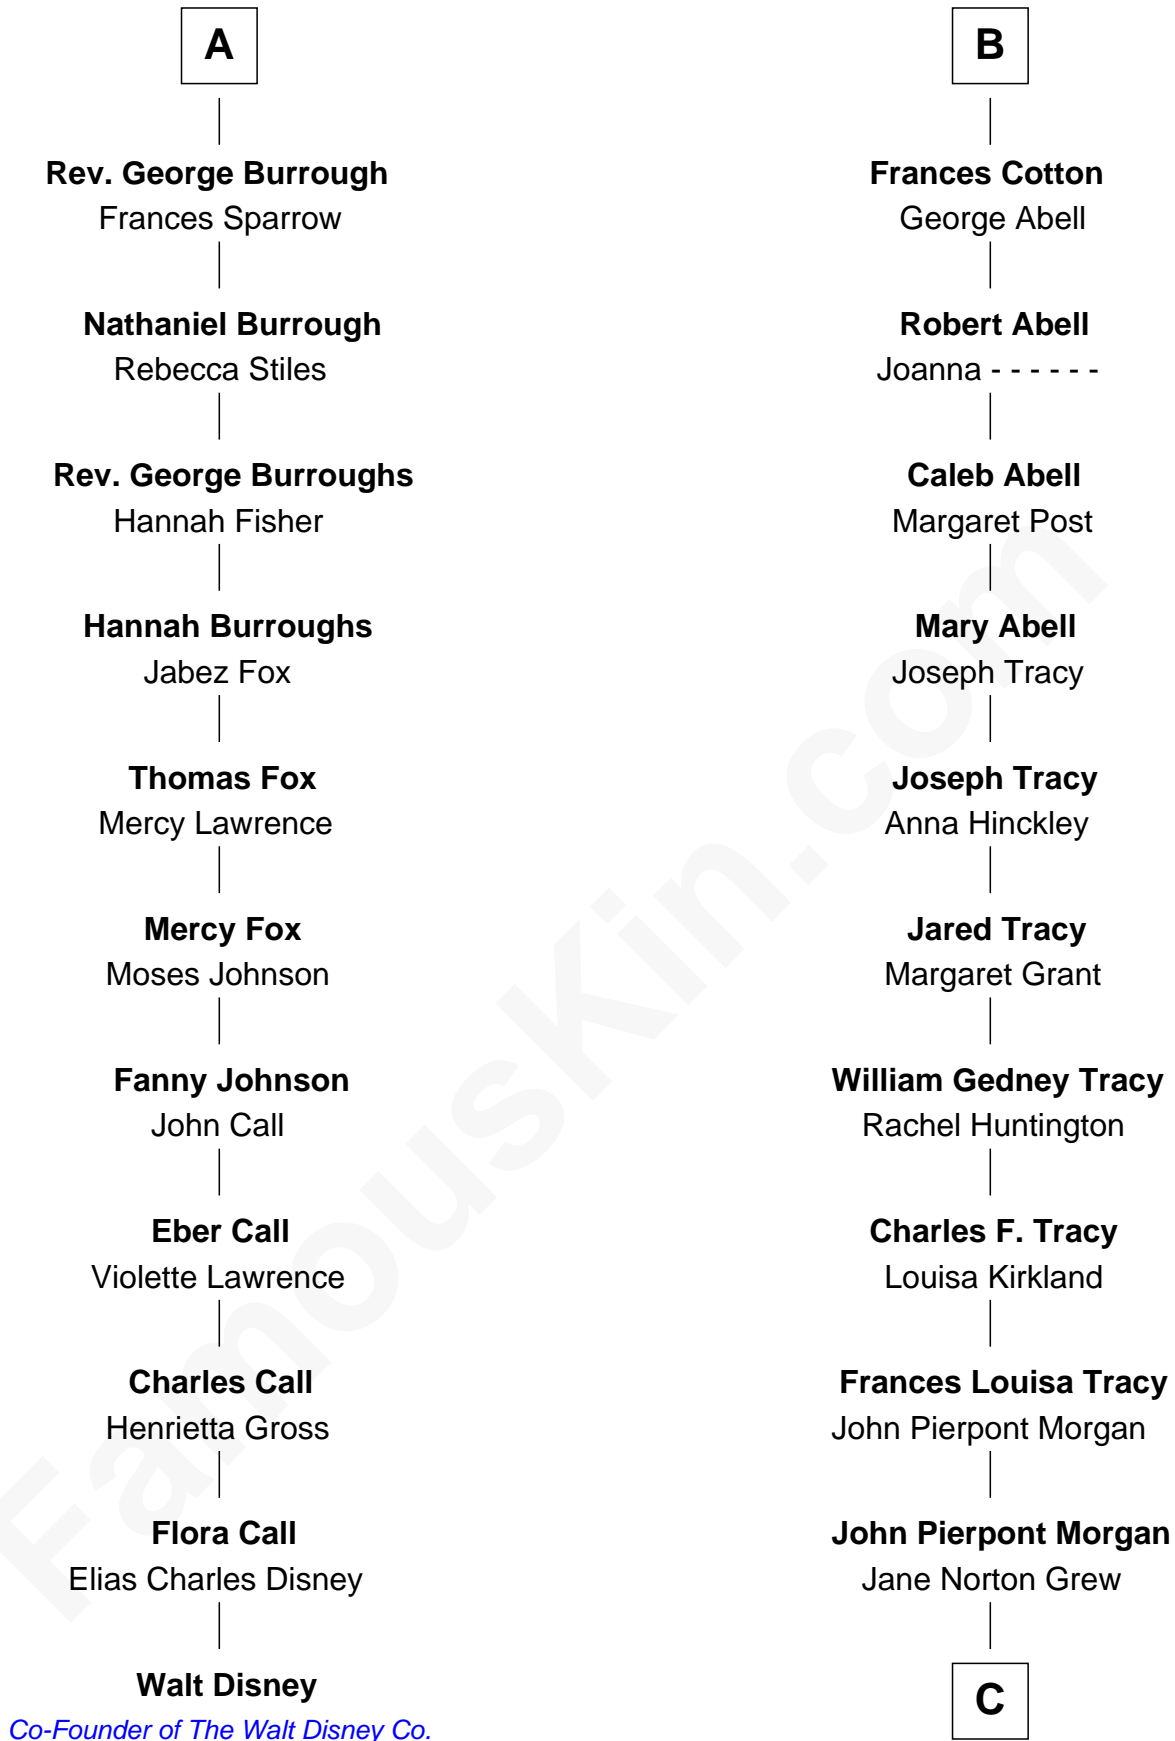 A
Rev. George Burrough
Frances Sparrow
Nathaniel Burrough
Rebecca Stiles
Rev. George Burroughs
Hannah Fisher
Hannah Burroughs
Jabez Fox
Thomas Fox
Mercy Lawrence
Mercy Fox
Moses Johnson
Fanny Johnson
John Call
Eber Call
Violette Lawrence
Charles Call
Henrietta Gross
Flora Call
Elias Charles Disney
Walt Disney
Co-Founder of The Walt Disney Co.
B
Frances Cotton
George Abell
Robert Abell
Joanna - - - - - -
Caleb Abell
Margaret Post
Mary Abell
Joseph Tracy
Joseph Tracy
Anna Hinckley
Jared Tracy
Margaret Grant
William Gedney Tracy
Rachel Huntington
Charles F. Tracy
Louisa Kirkland
Frances Louisa Tracy
John Pierpont Morgan
John Pierpont Morgan
Jane Norton Grew
C
FamousKin.com